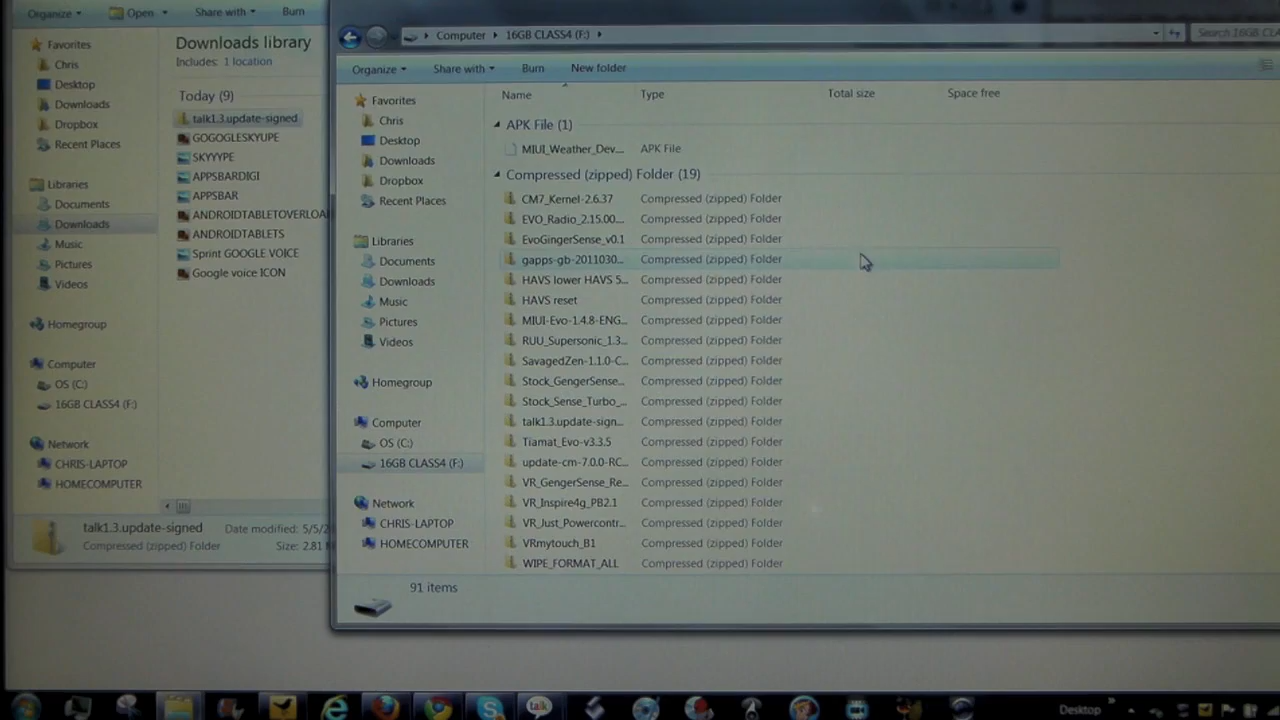 Organize Open Share with Burn
Favorites
Chris
Desktop
Downloads
Dropbox
Recent Places
Libraries
Documents
Downloads
Music
Pictures
Videos
Homegroup
Computer
OS (C:)
16GB CLASS4 (F:)
Network
CHRIS-LAPTOP
HOMECOMPUTER
Downloads library
Includes: 1 location
Today (9)
talk1.3.update-signed
GOGOGLESKYUPE
SKYYYPE
APPSBARDIGI
APPSBAR
ANDROIDTABLETOVERLOA
ANDROIDTABLETS
Sprint GOOGLE VOICE
Google voice ICON
talk1.3.update-signed Date modified: 5/5/2
Compressed (zipped) Folder Size: 2.81
Computer 16GB CLASS4 (F:) Search 16GB CLA
Organize Share with Burn New folder
Favorites
Chris
Desktop
Downloads
Dropbox
Recent Places
Libraries
Documents
Downloads
Music
Pictures
Videos
Homegroup
Computer
OS (C:)
16GB CLASS4 (F:)
Network
CHRIS-LAPTOP
HOMECOMPUTER
Name Type Total size Space free
APK File (1)
MIUI_Weather_Dev... APK File
Compressed (zipped) Folder (19)
CM7_Kernel-2.6.37 Compressed (zipped) Folder
EVO_Radio_2.15.00... Compressed (zipped) Folder
EvoGingerSense_v0.1 Compressed (zipped) Folder
gapps-gb-2011030... Compressed (zipped) Folder
HAVS lower HAVS 5... Compressed (zipped) Folder
HAVS reset Compressed (zipped) Folder
MIUI-Evo-1.4.8-ENG... Compressed (zipped) Folder
RUU_Supersonic_1.3... Compressed (zipped) Folder
SavagedZen-1.1.0-C... Compressed (zipped) Folder
Stock_GengerSense... Compressed (zipped) Folder
Stock_Sense_Turbo_... Compressed (zipped) Folder
talk1.3.update-sign... Compressed (zipped) Folder
Tiamat_Evo-v3.3.5 Compressed (zipped) Folder
update-cm-7.0.0-RC... Compressed (zipped) Folder
VR_GengerSense_Re... Compressed (zipped) Folder
VR_Inspire4g_PB2.1 Compressed (zipped) Folder
VR_Just_Powercontr... Compressed (zipped) Folder
VRmytouch_B1 Compressed (zipped) Folder
WIPE_FORMAT_ALL Compressed (zipped) Folder
91 items
talk
Desktop